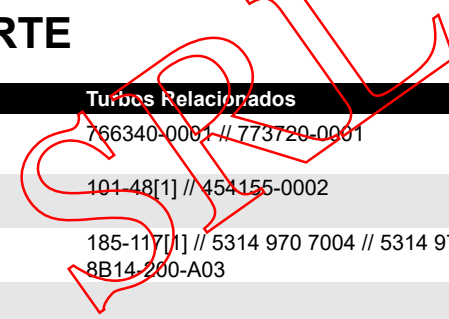 RTE
Turbos Relacionados
766340-0001 // 773720-0001
101-48[1] // 454155-0002
185-117[1] // 5314 970 7004 // 5314 97
8B14-200-A03
SRL